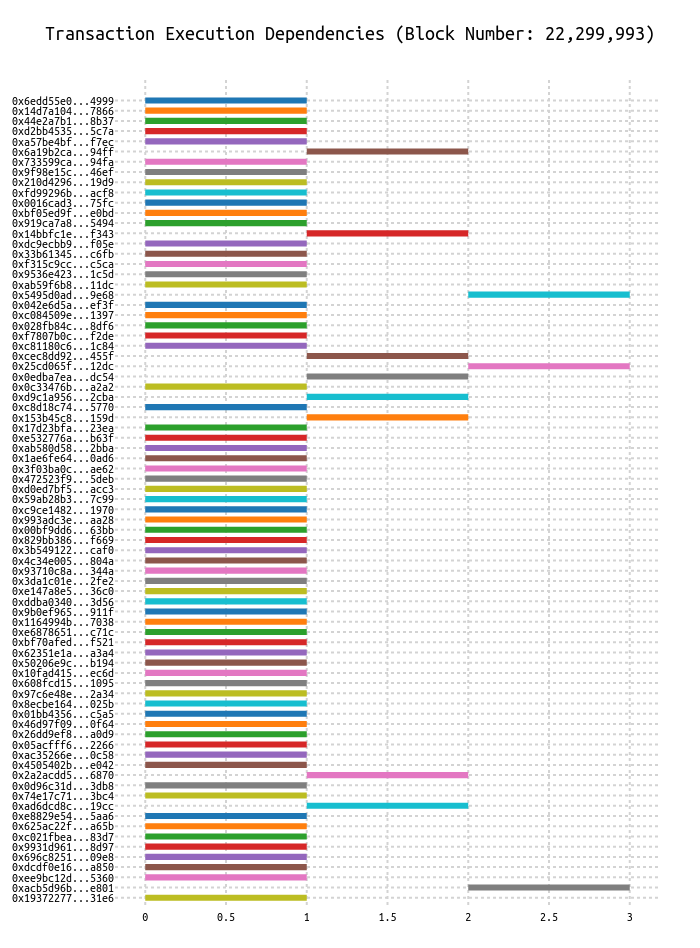 Transaction Execution Dependencies (Block Number: 22,299,993)
0x6edd55e0...4999
0x14d7a104...7866
0x44e2a7b1...8b37
0xd2bb4535...5c7a
0xa57be4bf...f7ec
0x6a19b2ca...94ff
0x733599ca...94fa
0x9f98e15c...46ef
0x210d4296...19d9
0xfd99296b...acf8
0x0016cad3...75fc
0xbf05ed9f...e0bd
0x919ca7a8...5494
0x14bbfc1e...f343
0xdc9ecbb9...f05e
0x33b61345...c6fb
0xf315c9cc...c5ca
0x9536e423...1c5d
0xab59f6b8...11dc
0x5495d0ad...9e68
0x042e6d5a...ef3f
0xc084509e...1397
0x028fb84c...8df6
0xf7807b0c...f2de
0xc81180c6...1c84
0xcec8dd92...455f
0x25cd065f...12dc
0x0edba7ea...dc54
0x0c33476b...a2a2
0xd9c1a956...2cba
0xc8d18c74...5770
0x153b45c8...159d
0x17d23bfa...23ea
0xe532776a...b63f
0xab580d58...2bba
0x1ae6fe64...0ad6
0x3f03ba0c...ae62
0x472523f9...5deb
0xd0ed7bf5...acc3
0x59ab28b3...7c99
0xc9ce1482...1970
0x993adc3e...aa28
0x00bf9dd6...63bb
0x829bb386...f669
0x3b549122...caf0
0x4c34e005...804a
0x93710c8a...344a
0x3da1c01e...2fe2
0xe147a8e5...36c0
0xddba0340...3d56
0x9b0ef965...911f
0x1164994b...7038
0xe6878651...c71c
0xbf70afed...f521
0x62351e1a...a3a4
0x50206e9c...b194
0x10fad415...ec6d
0x608fcd15...1095
0x97c6e48e...2a34
0x8ecbe164...025b
0x01bb4356...c5a5
0x46d97f09...0f64
0x26dd9ef8...a0d9
0x05acfff6...2266
0xac35266e...0c58
0x4505402b...e042
0x2a2acdd5...6870
0x0d96c31d...3db8
0x74e17c71...3bc4
0xad6dcd8c...19cc
0xe8829e54...5aa6
0x625ac22f...a65b
0xc021fbea...83d7
0x9931d961...8d97
0x696c8251...09e8
0xdcdf0e16...a850
0xee9bc12d...5360
0xacb5d96b...e801
0x19372277...31e6
0 0.5 1 1.5 2 2.5 3